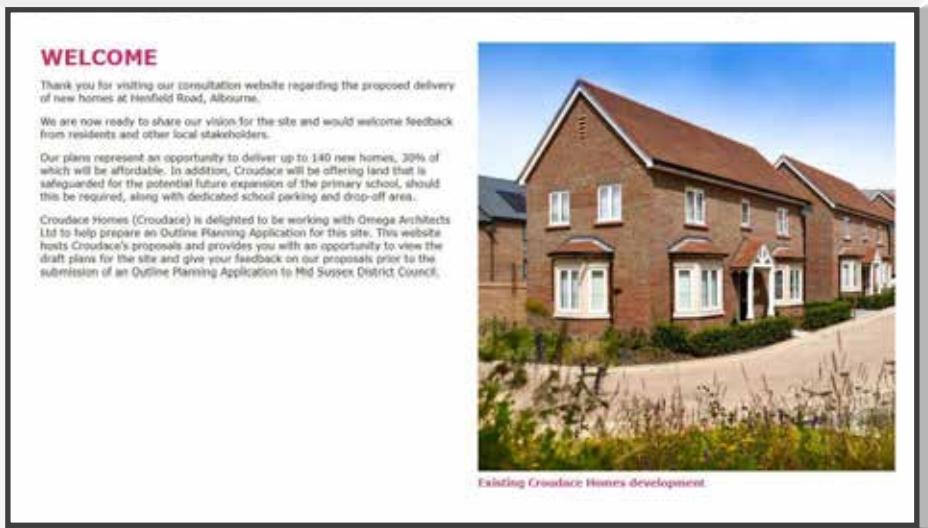 WELCOME
Thank you for visiting our consultation website regarding the proposed delivery
of new homes at Henfield Road, Albourne.
We are now ready to share our vision for the site and would welcome feedback
from residents and other local stakeholders.
Our plans represent an opportunity to deliver up to 140 new homes, 30% of
which will be affordable. In addition, Croudace will be offering land that is
safeguarded for the potential future expansion of the primary school, should
this be required, along with dedicated school parking and drop-off area.
Croudace Homes (Croudace) is delighted to be working with Omega Architects
Ltd to help prepare an Outline Planning Application for this site. This website
hosts Croudace's proposals and provides you with an opportunity to view the
draft plans for the site and give your feedback on our proposals prior to the
submission of an Outline Planning Application to Mid Sussex District Council.
Existing Croudace Homes development